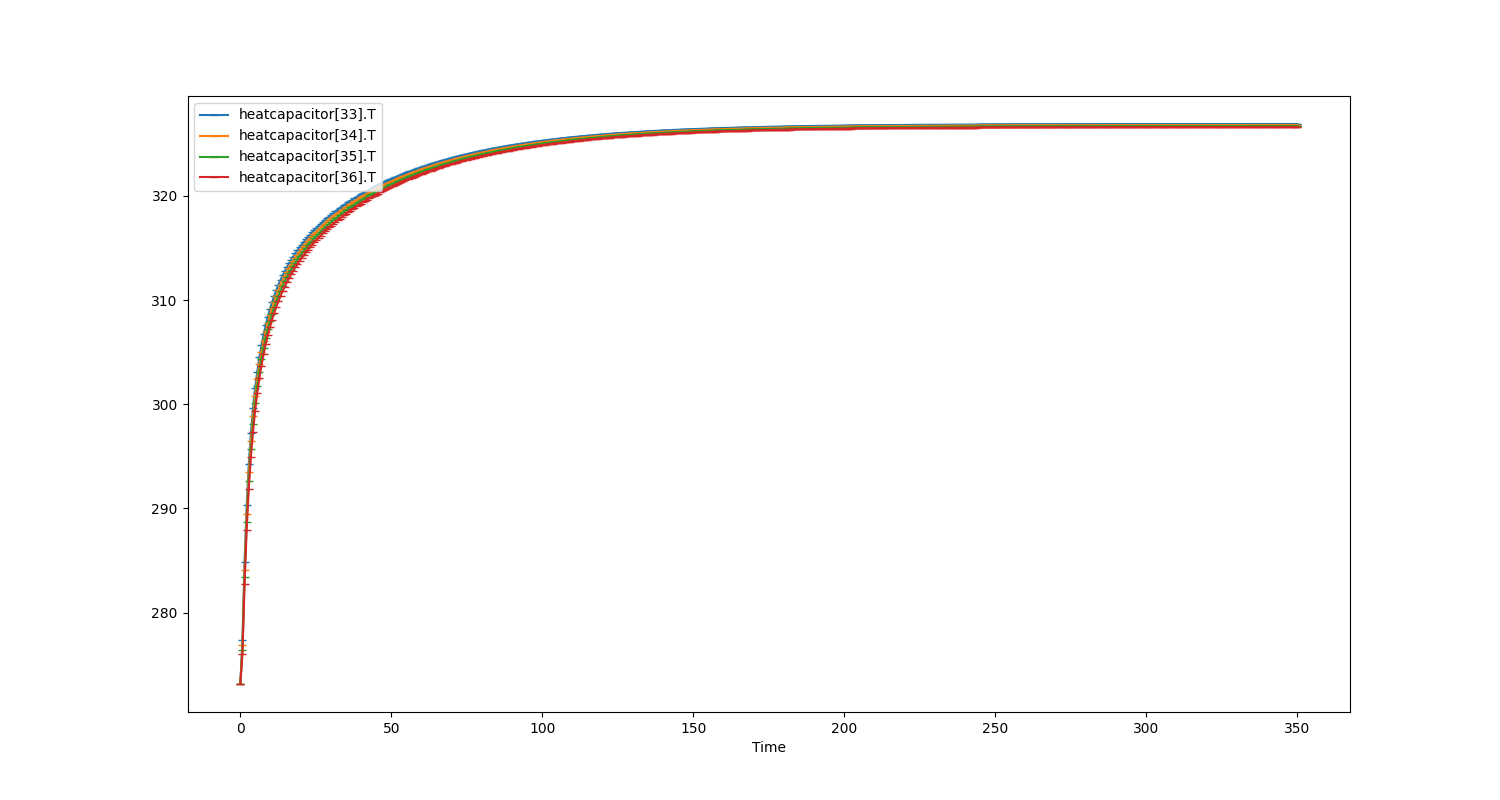 heatcapacitor[33].T
heatcapacitor[34].T
heatcapacitor[35].T
heatcapacitor[36].T
320
310
300
290
280
0 50 100 150 200 250 300 350
Time